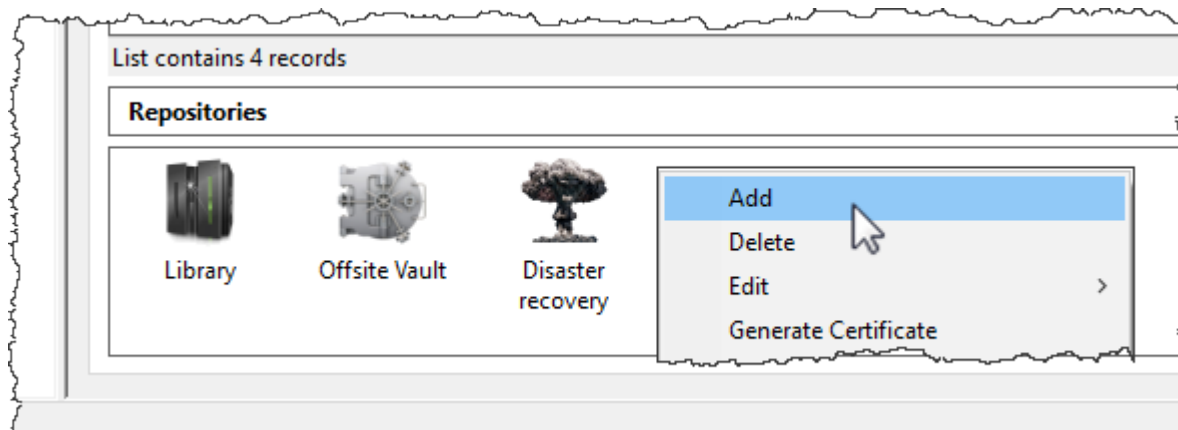 List contains 4 records
Repositories
Library
Offsite Vault
Disaster
recovery
Add
Delete
Edit
Generate Certificate